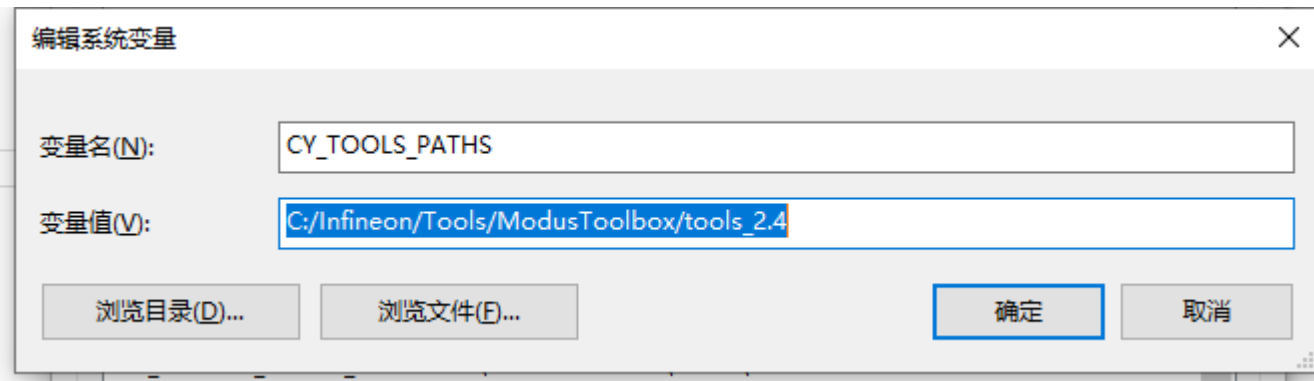 编辑系统变量
变量名(N):
CY_TOOLS_PATHS
变量值(V):
C:/Infineon/Tools/ModusToolbox/tools_2.4
浏览目录(D)...
浏览文件(F)...
确定
取消